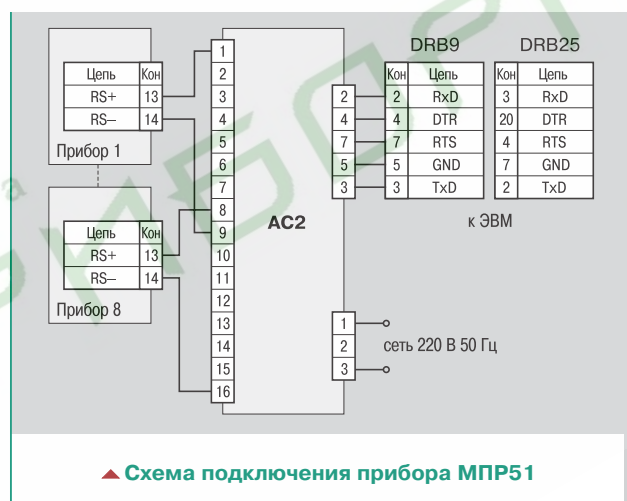 DRB9
DRB25
Цепь Кон
RS+ 13
RS– 14
Прибор 1
Цепь Кон
RS+ 13
RS– 14
Прибор 8
1
2
3
4
5
6
7
8
9
10
11
12
13
14
15
16
АС2
2
4
7
5
3
1
2
3
Кон Цепь
2 RxD
4 DTR
7 RTS
5 GND
3 TxD
Кон Цепь
3 RxD
20 DTR
4 RTS
7 GND
2 TxD
к ЭВМ
сеть 220 В 50 Гц
Схема подключения прибора МПР51